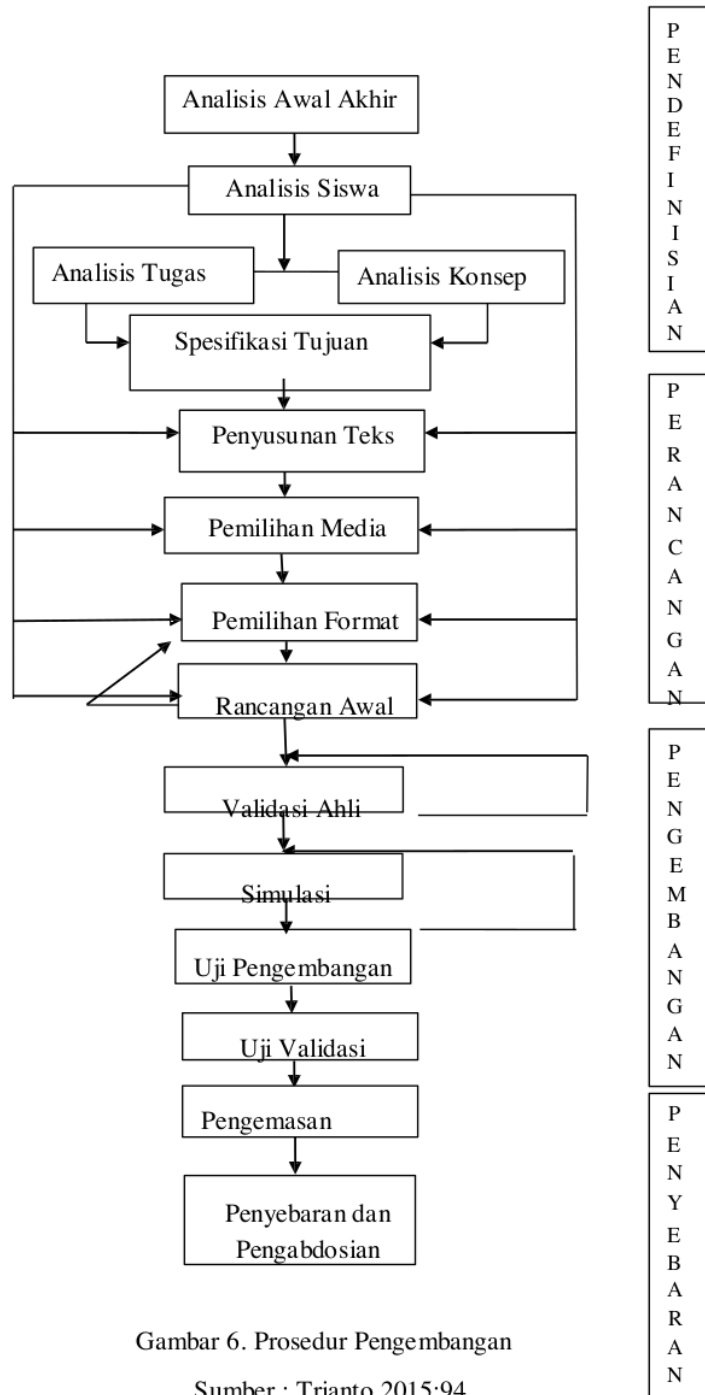 Analisis Awal Akhir
Analisis Siswa
Analisis Tugas
Analisis Konsep
Spesifikasi Tujuan
Penyusunan Teks
Pemilihan Media
Pemilihan Format
Rancangan Awal
Validasi Ahli
Simulasi
Uji Pengembangan
Uji Validasi
Pengemasan
Penyebaran dan
Pengabdosian
PENDEFINISIAN
PERANCANGAN
PENGEMBANGAN
PENYEBARAN
Gambar 6. Prosedur Pengembangan
Sumber : Trianto 2015:94